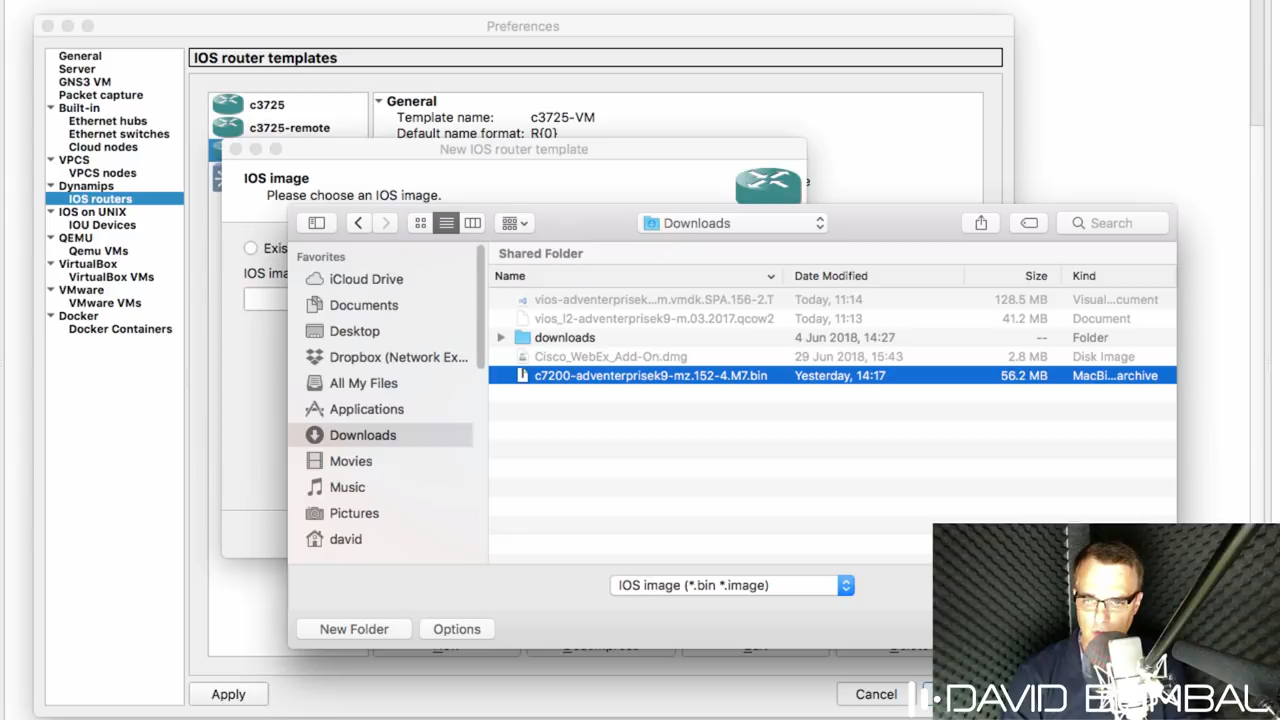 Preferences
General
Server
GNS3 VM
Packet capture
Built-in
Ethernet hubs
Ethernet switches
Cloud nodes
VPCS
VPCS nodes
Dynamips
IOS routers
IOS on UNIX
IOU Devices
QEMU
Qemu VMs
VirtualBox
VirtualBox VMs
VMware
VMware VMs
Docker
Docker Containers
IOS router templates
c3725
c3725-remote
General
Template name: c3725-VM
Default name format: R{0}
New IOS router template
IOS image
Please choose an IOS image.
Downloads
Search
Favorites
iCloud Drive
Documents
Desktop
Dropbox (Network Ex...
All My Files
Applications
Downloads
Movies
Music
Pictures
david
Shared Folder
Name Date Modified Size Kind
vios-adventerprisek...m.vmdk.SPA.156-2.T Today, 11:14 128.5 MB Visual...cument
vios_l2-adventerprisek9-m.03.2017.qcow2 Today, 11:13 41.2 MB Document
downloads 4 Jun 2018, 14:27 -- Folder
Cisco_WebEx_Add-On.dmg 29 Jun 2018, 15:43 2.8 MB Disk Image
c7200-adventerprisek9-mz.152-4.M7.bin Yesterday, 14:17 56.2 MB MacBi...archive
IOS image (*.bin *.image)
New Folder
Options
Apply
Cancel
DAVID BOMBAL